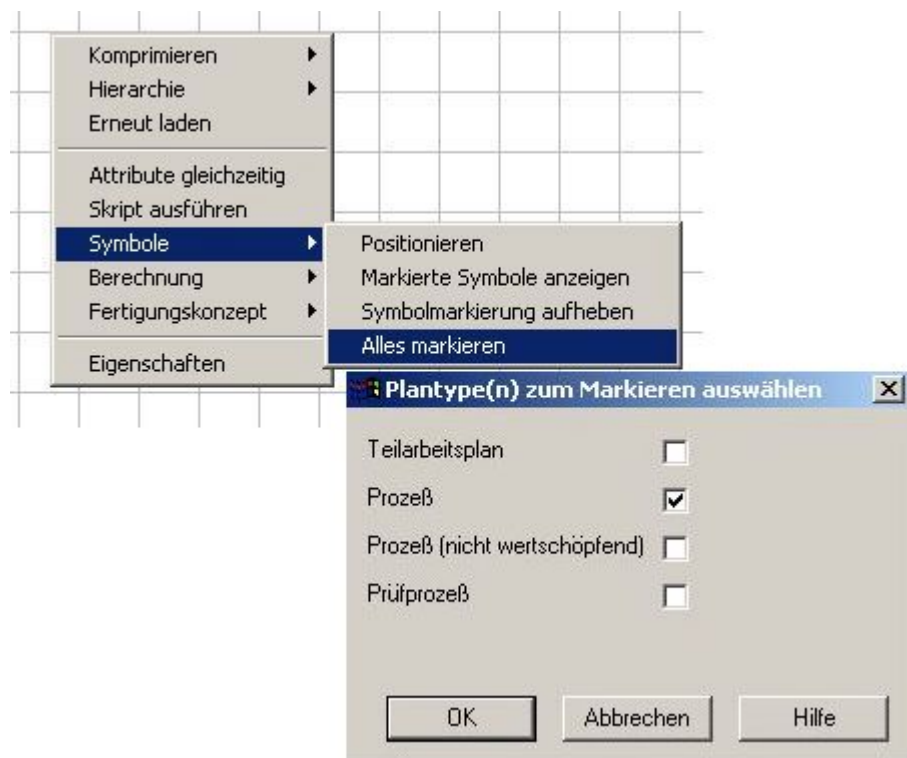 Komprimieren
Hierarchie
Erneut laden
Attribute gleichzeitig
Skript ausführen
Symbole
Berechnung
Fertigungskonzept
Eigenschaften
Positionieren
Markierte Symbole anzeigen
Symbolmarkierung aufheben
Alles markieren
Plantype(n) zum Markieren auswählen
Teilarbeitsplan
Prozeß
Prozeß (nicht wertschöpfend)
Prüfprozeß
OK Abbrechen Hilfe